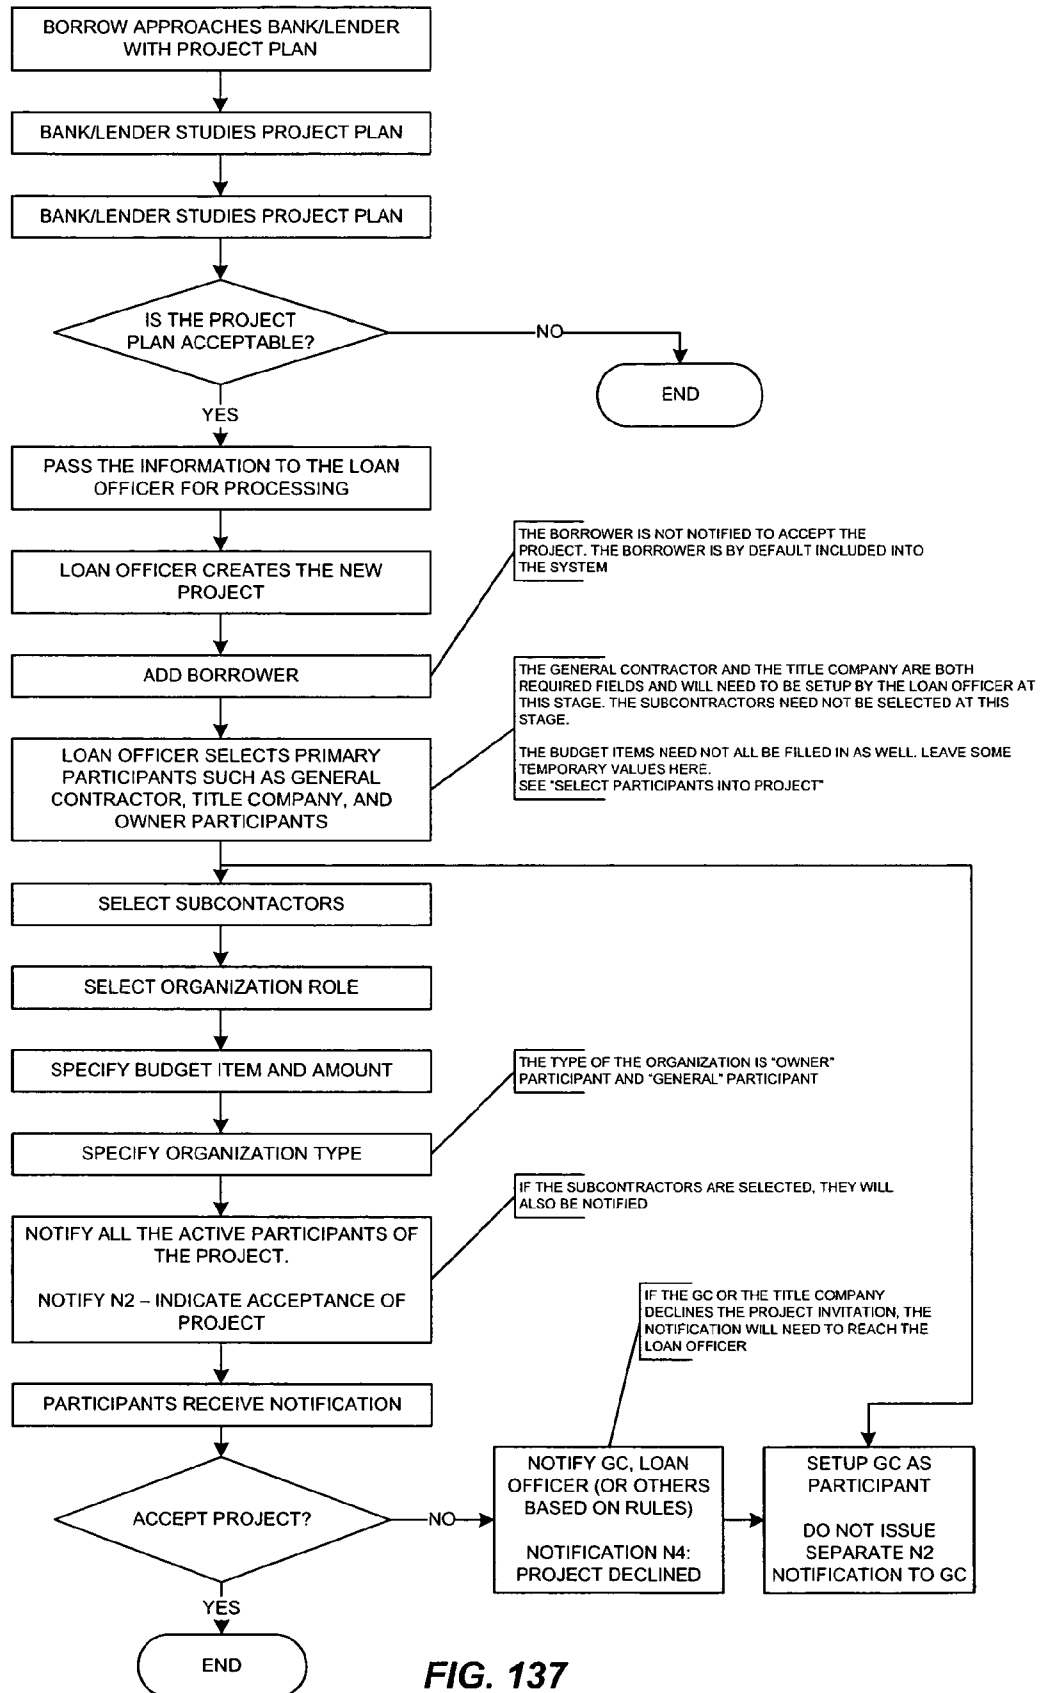 BORROW APPROACHES BANK/LENDER
WITH PROJECT PLAN
BANK/LENDER STUDIES PROJECT PLAN
BANK/LENDER STUDIES PROJECT PLAN
IS THE PROJECT
PLAN ACCEPTABLE?
NO
END
YES
PASS THE INFORMATION TO THE LOAN
OFFICER FOR PROCESSING
LOAN OFFICER CREATES THE NEW
PROJECT
THE BORROWER IS NOT NOTIFIED TO ACCEPT THE
PROJECT. THE BORROWER IS BY DEFAULT INCLUDED INTO
THE SYSTEM
ADD BORROWER
THE GENERAL CONTRACTOR AND THE TITLE COMPANY ARE BOTH
REQUIRED FIELDS AND WILL NEED TO BE SETUP BY THE LOAN OFFICER AT
THIS STAGE. THE SUBCONTRACTORS NEED NOT BE SELECTED AT THIS
STAGE.
THE BUDGET ITEMS NEED NOT ALL BE FILLED IN AS WELL. LEAVE SOME
TEMPORARY VALUES HERE.
SEE "SELECT PARTICIPANTS INTO PROJECT"
LOAN OFFICER SELECTS PRIMARY
PARTICIPANTS SUCH AS GENERAL
CONTRACTOR, TITLE COMPANY, AND
OWNER PARTICIPANTS
SELECT SUBCONTACTORS
SELECT ORGANIZATION ROLE
SPECIFY BUDGET ITEM AND AMOUNT
THE TYPE OF THE ORGANIZATION IS "OWNER"
PARTICIPANT AND "GENERAL" PARTICIPANT
SPECIFY ORGANIZATION TYPE
IF THE SUBCONTRACTORS ARE SELECTED, THEY WILL
ALSO BE NOTIFIED
NOTIFY ALL THE ACTIVE PARTICIPANTS OF
THE PROJECT.
NOTIFY N2 – INDICATE ACCEPTANCE OF
PROJECT
IF THE GC OR THE TITLE COMPANY
DECLINES THE PROJECT INVITATION, THE
NOTIFICATION WILL NEED TO REACH THE
LOAN OFFICER
PARTICIPANTS RECEIVE NOTIFICATION
ACCEPT PROJECT?
NO
NOTIFY GC, LOAN
OFFICER (OR OTHERS
BASED ON RULES)
NOTIFICATION N4:
PROJECT DECLINED
SETUP GC AS
PARTICIPANT
DO NOT ISSUE
SEPARATE N2
NOTIFICATION TO GC
YES
END
FIG. 137